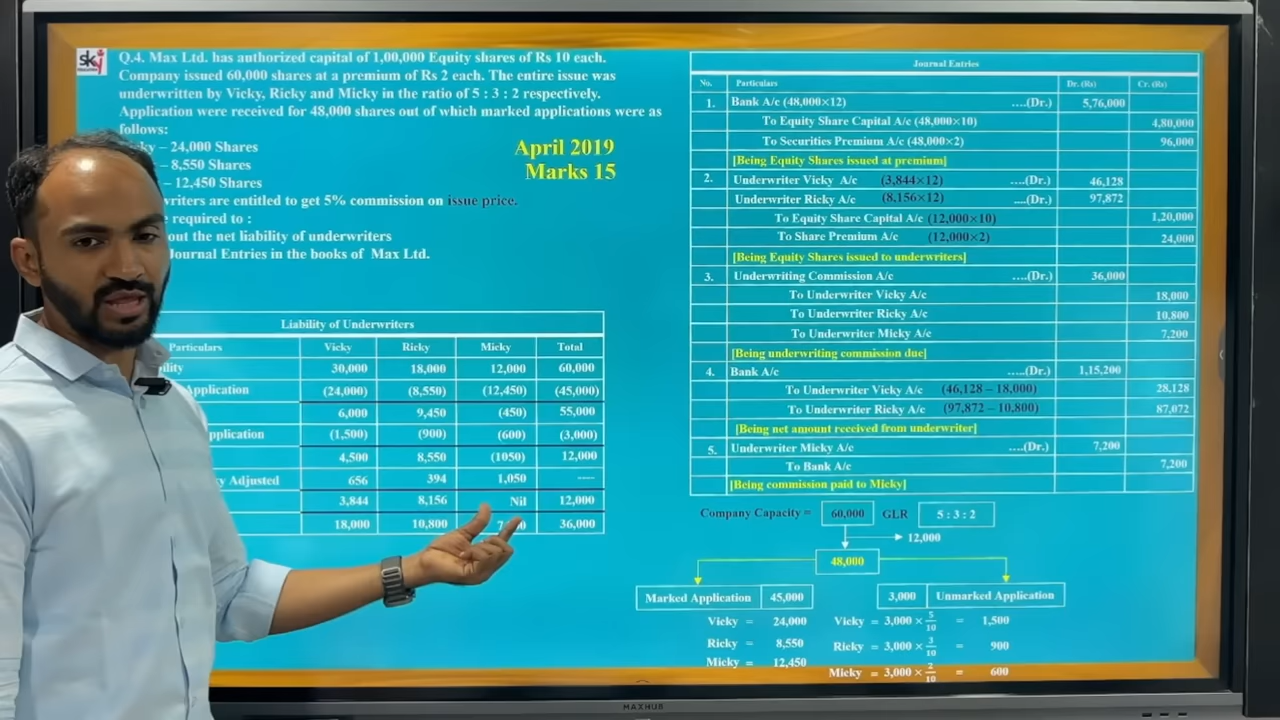 sky
Q.4. Max Ltd. has authorized capital of 1,00,000 Equity shares of Rs 10 each.
Company issued 60,000 shares at a premium of Rs 2 each. The entire issue was
underwritten by Vicky, Ricky and Micky in the ratio of 5 : 3 : 2 respectively.
Application were received for 48,000 shares out of which marked applications were as
follows:
– 24,000 Shares
– 8,550 Shares
– 12,450 Shares
are entitled to get 5% commission on issue price.
required to :
out the net liability of underwriters
Journal Entries in the books of Max Ltd.
April 2019
Marks 15
Liability of Underwriters
Particulars Vicky Ricky Micky Total
30,000 18,000 12,000 60,000
Application (24,000) (8,550) (12,450) (45,000)
6,000 9,450 (450) 55,000
(1,500) (900) (600) (3,000)
4,500 8,550 (1050) 12,000
Adjusted 656 394 1,050 ----
3,844 8,156 Nil 12,000
18,000 10,800 36,000
Journal Entries
No. Particulars Dr. (Rs) Cr. (Rs)
1. Bank A/c (48,000×12) ....(Dr.) 5,76,000
To Equity Share Capital A/c (48,000×10) 4,80,000
To Securities Premium A/c (48,000×2) 96,000
[Being Equity Shares issued at premium]
2. Underwriter Vicky A/c (3,844×12) ....(Dr.) 46,128
Underwriter Ricky A/c (8,156×12) ....(Dr.) 97,872
To Equity Share Capital A/c (12,000×10) 1,20,000
To Share Premium A/c (12,000×2) 24,000
[Being Equity Shares issued to underwriters]
3. Underwriting Commission A/c ....(Dr.) 36,000
To Underwriter Vicky A/c 18,000
To Underwriter Ricky A/c 10,800
To Underwriter Micky A/c 7,200
[Being underwriting commission due]
4. Bank A/c ....(Dr.) 1,15,200
To Underwriter Vicky A/c (46,128 – 18,000) 28,128
To Underwriter Ricky A/c (97,872 – 10,800) 87,072
[Being net amount received from underwriter]
5. Underwriter Micky A/c ....(Dr.) 7,200
To Bank A/c 7,200
[Being commission paid to Micky]
Company Capacity = 60,000 GLR 5 : 3 : 2
12,000
48,000
Marked Application 45,000 3,000 Unmarked Application
Vicky = 24,000 Vicky = 3,000 × 5/10 = 1,500
Ricky = 8,550 Ricky = 3,000 × 3/10 = 900
Micky = 12,450 Micky = 3,000 × 2/10 = 600
MAXHUB